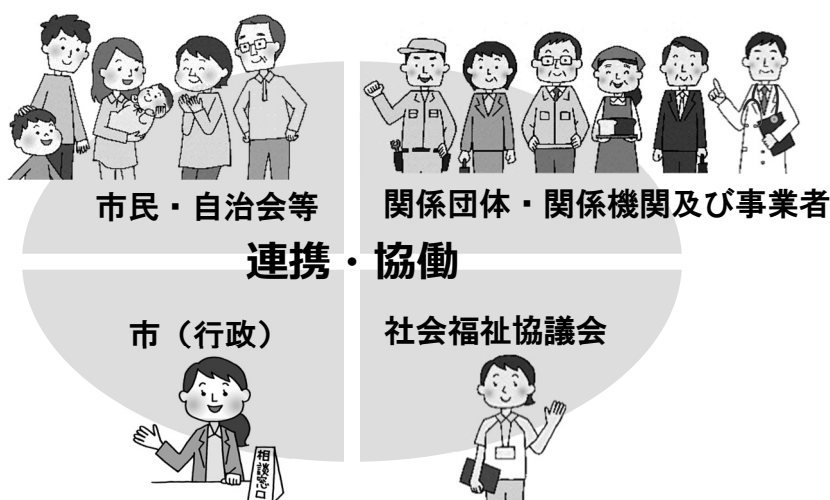 市民・自治会等
関係団体・関係機関及び事業者
連携・協働
市（行政）
社会福祉協議会
相談窓口